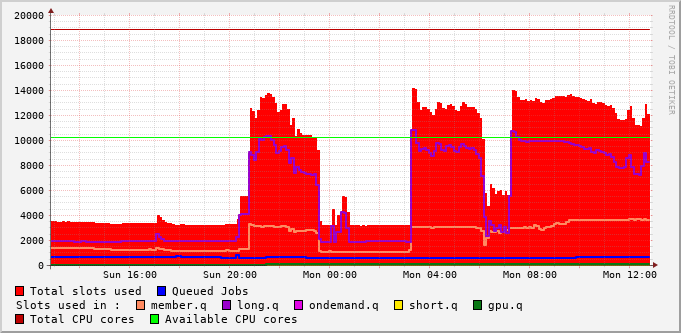 RRDTOOL / TOBI OETIKER
20000
18000
16000
14000
12000
10000
8000
6000
4000
2000
0
Sun 16:00 Sun 20:00 Mon 00:00 Mon 04:00 Mon 08:00 Mon 12:00
Total slots used Queued Jobs
Slots used in : member.q long.q ondemand.q short.q gpu.q
Total CPU cores Available CPU cores